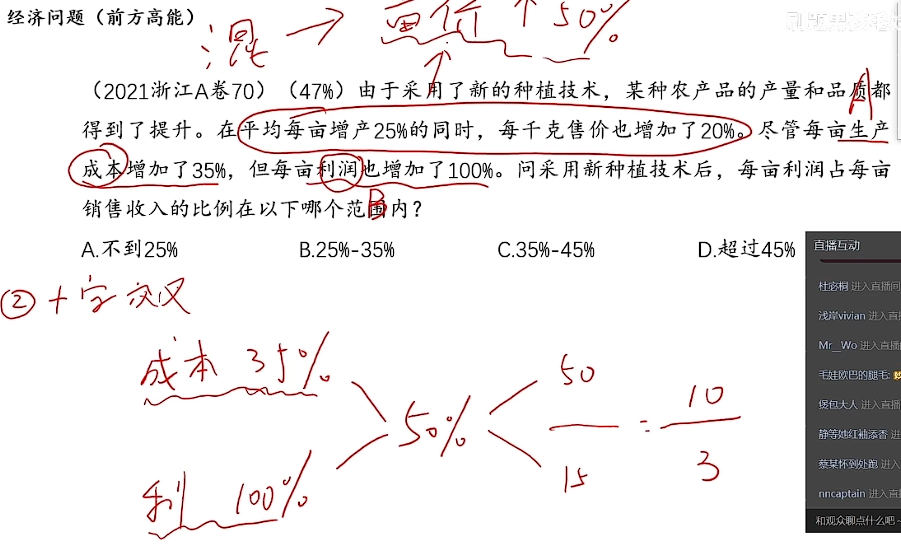 经济问题（前方高能）
混 → 亩价 ↑ 50%
（2021浙江A卷70）（47%）由于采用了新的种植技术，某种农产品的产量和品质都
A
得到了提升。在平均每亩增产25%的同时，每千克售价也增加了20%。尽管每亩生产
成本增加了35%，但每亩利润也增加了100%。问采用新种植技术后，每亩利润占每亩
B
销售收入的比例在以下哪个范围内？
A.不到25% B.25%-35% C.35%-45% D.超过45%
② 十字交叉
成本 35% 50
50% = 10
利 100% 15 3
直播互动
杜必桐 进入直播间
浅岸vivian 进入直
Mr__Wo 进入直播
毛娃欧巴的腿毛:
煲包大人 进入直播
静等她红袖添香 进
蔡某怀到处跑 进入
nncaptain 进入直
和观众聊点什么吧~